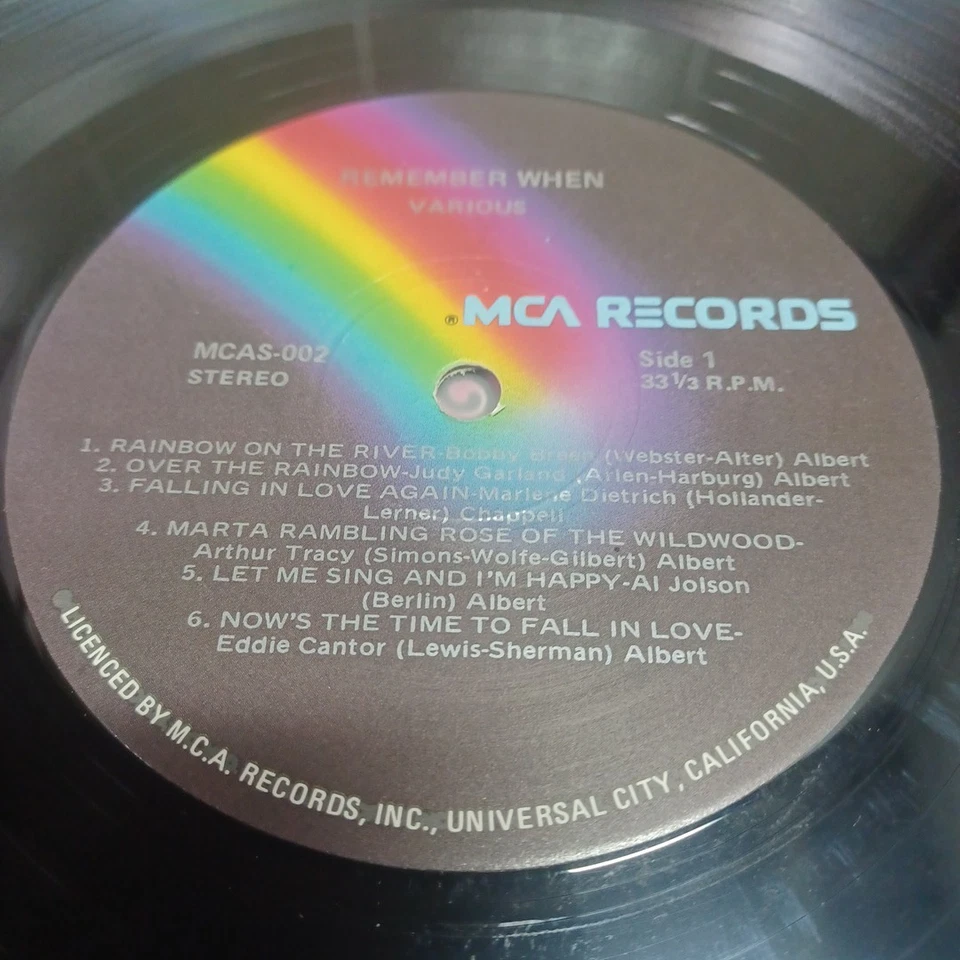 REMEMBER WHEN
VARIOUS
® MCA RECORDS
MCAS-002
STEREO
Side 1
33 1/3 R.P.M.
1. RAINBOW ON THE RIVER-Bobby Breen (Webster-Alter) Albert
2. OVER THE RAINBOW-Judy Garland (Arlen-Harburg) Albert
3. FALLING IN LOVE AGAIN-Marlene Dietrich (Hollander-
Lerner) Chappell
4. MARTA RAMBLING ROSE OF THE WILDWOOD-
Arthur Tracy (Simons-Wolfe-Gilbert) Albert
5. LET ME SING AND I'M HAPPY-Al Jolson
(Berlin) Albert
6. NOW'S THE TIME TO FALL IN LOVE-
Eddie Cantor (Lewis-Sherman) Albert
LICENCED BY M.C.A. RECORDS, INC., UNIVERSAL CITY, CALIFORNIA, U.S.A.